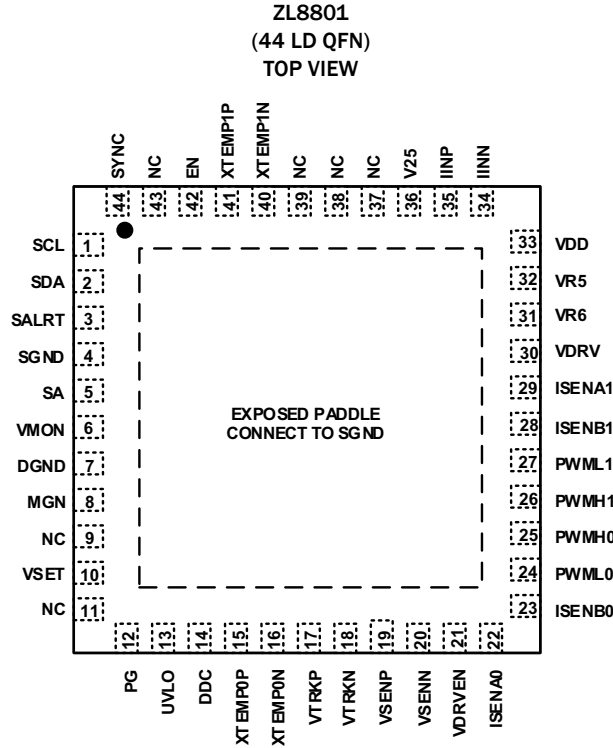 ZL8801
(44 LD QFN)
TOP VIEW
SYNC
NC
EN
XTEMP1P
XTEMP1N
NC
NC
NC
V25
IINP
IINN
44
43
42
41
40
39
38
37
36
35
34
SCL 1
SDA 2
SALRT 3
SGND 4
SA 5
VMON 6
DGND 7
MGN 8
NC 9
VSET 10
NC 11
33 VDD
32 VR5
31 VR6
30 VDRV
29 ISENA1
28 ISENB1
27 PWML1
26 PWMH1
25 PWMH0
24 PWML0
23 ISENB0
EXPOSED PADDLE
CONNECT TO SGND
12
13
14
15
16
17
18
19
20
21
22
PG
UVLO
DDC
XTEMP0P
XTEMP0N
VTRKP
VTRKN
VSENP
VSENN
VDRVEN
ISENA0